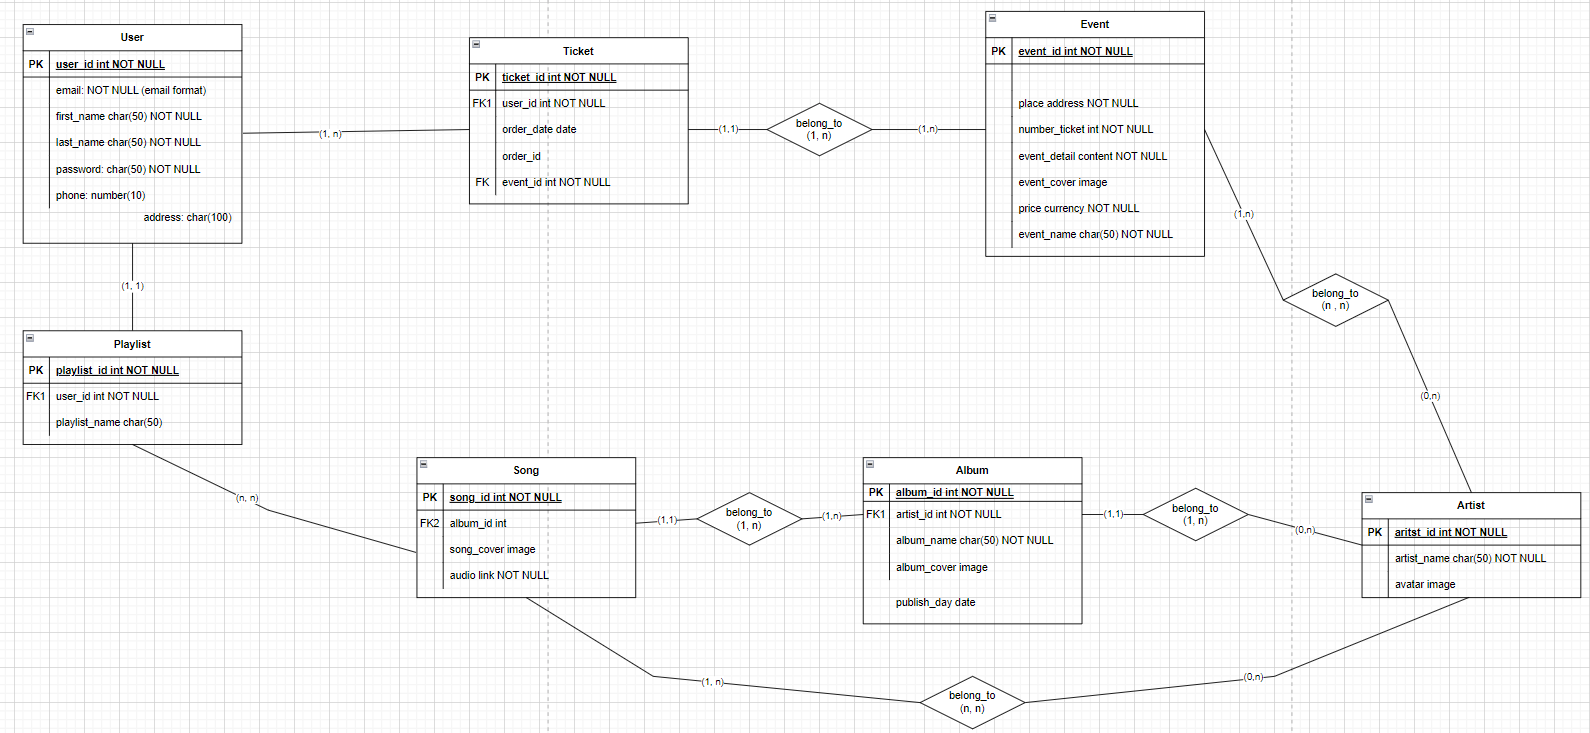 User
PK user_id int NOT NULL
email: NOT NULL (email format)
first_name char(50) NOT NULL
last_name char(50) NOT NULL
password: char(50) NOT NULL
phone: number(10)
address: char(100)
(1, n)
Ticket
PK ticket_id int NOT NULL
FK1 user_id int NOT NULL
order_date date
order_id
FK event_id int NOT NULL
(1,1)
belong_to
(1, n)
(1,n)
Event
PK event_id int NOT NULL
place address NOT NULL
number_ticket int NOT NULL
event_detail content NOT NULL
event_cover image
price currency NOT NULL
event_name char(50) NOT NULL
(1,n)
belong_to
(n , n)
(0,n)
(1, 1)
Playlist
PK playlist_id int NOT NULL
FK1 user_id int NOT NULL
playlist_name char(50)
(n, n)
Song
PK song_id int NOT NULL
FK2 album_id int
song_cover image
audio link NOT NULL
(1,1)
belong_to
(1, n)
(1,n)
Album
PK album_id int NOT NULL
FK1 artist_id int NOT NULL
album_name char(50) NOT NULL
album_cover image
publish_day date
(1,1)
belong_to
(1, n)
(0,n)
Artist
PK aritst_id int NOT NULL
artist_name char(50) NOT NULL
avatar image
(1, n)
belong_to
(n, n)
(0,n)